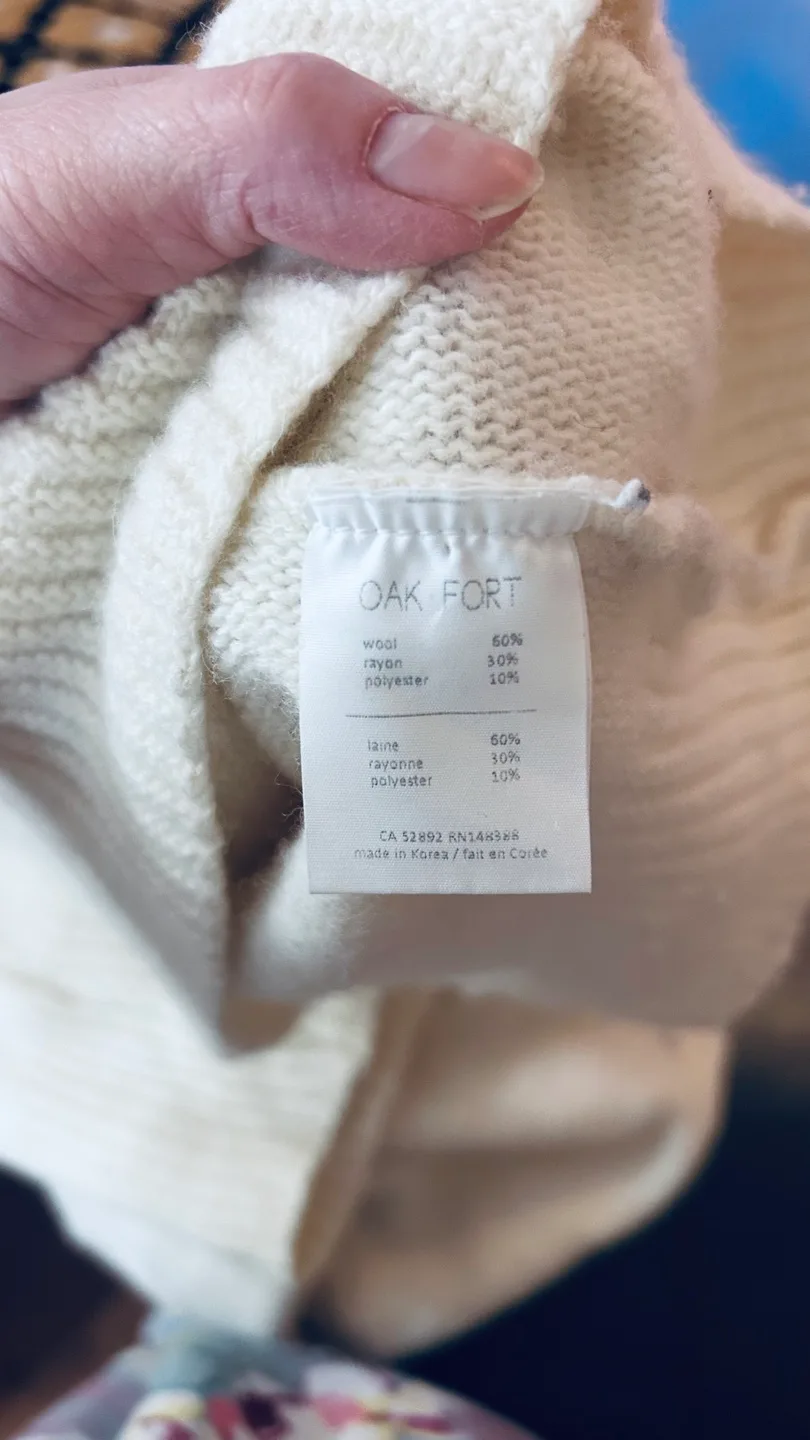 OAK + FORT
wool 60%
rayon 30%
polyester 10%
laine 60%
rayonne 30%
polyester 10%
CA 52892 RN148388
made in Korea / fait en Corée